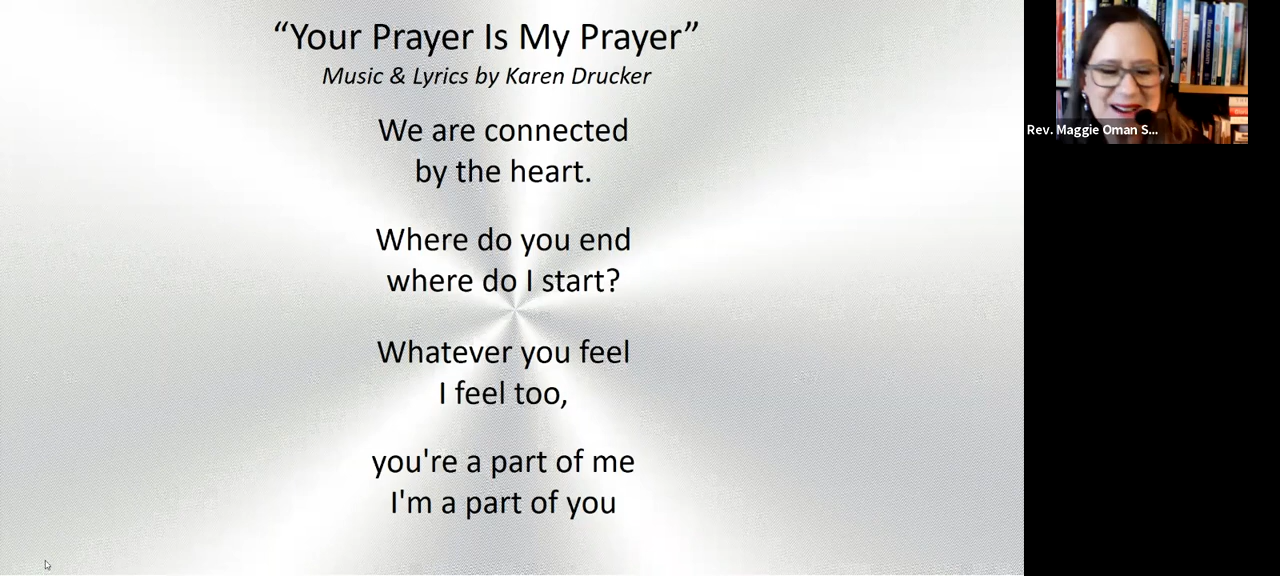 “Your Prayer Is My Prayer”
Music & Lyrics by Karen Drucker
We are connected
by the heart.
Where do you end
where do I start?
Whatever you feel
I feel too,
you're a part of me
I'm a part of you
Rev. Maggie Oman S...